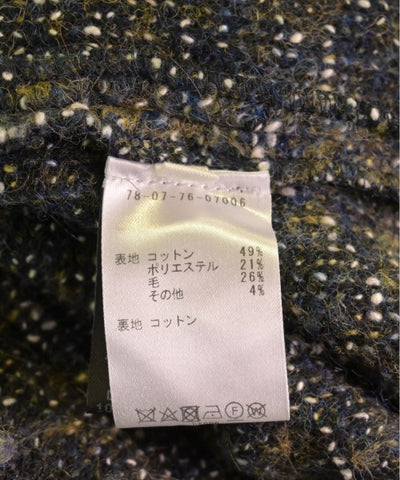 78-07-76-07006
表地 コットン 49%
ポリエステル 21%
毛 26%
その他 4%
裏地 コットン